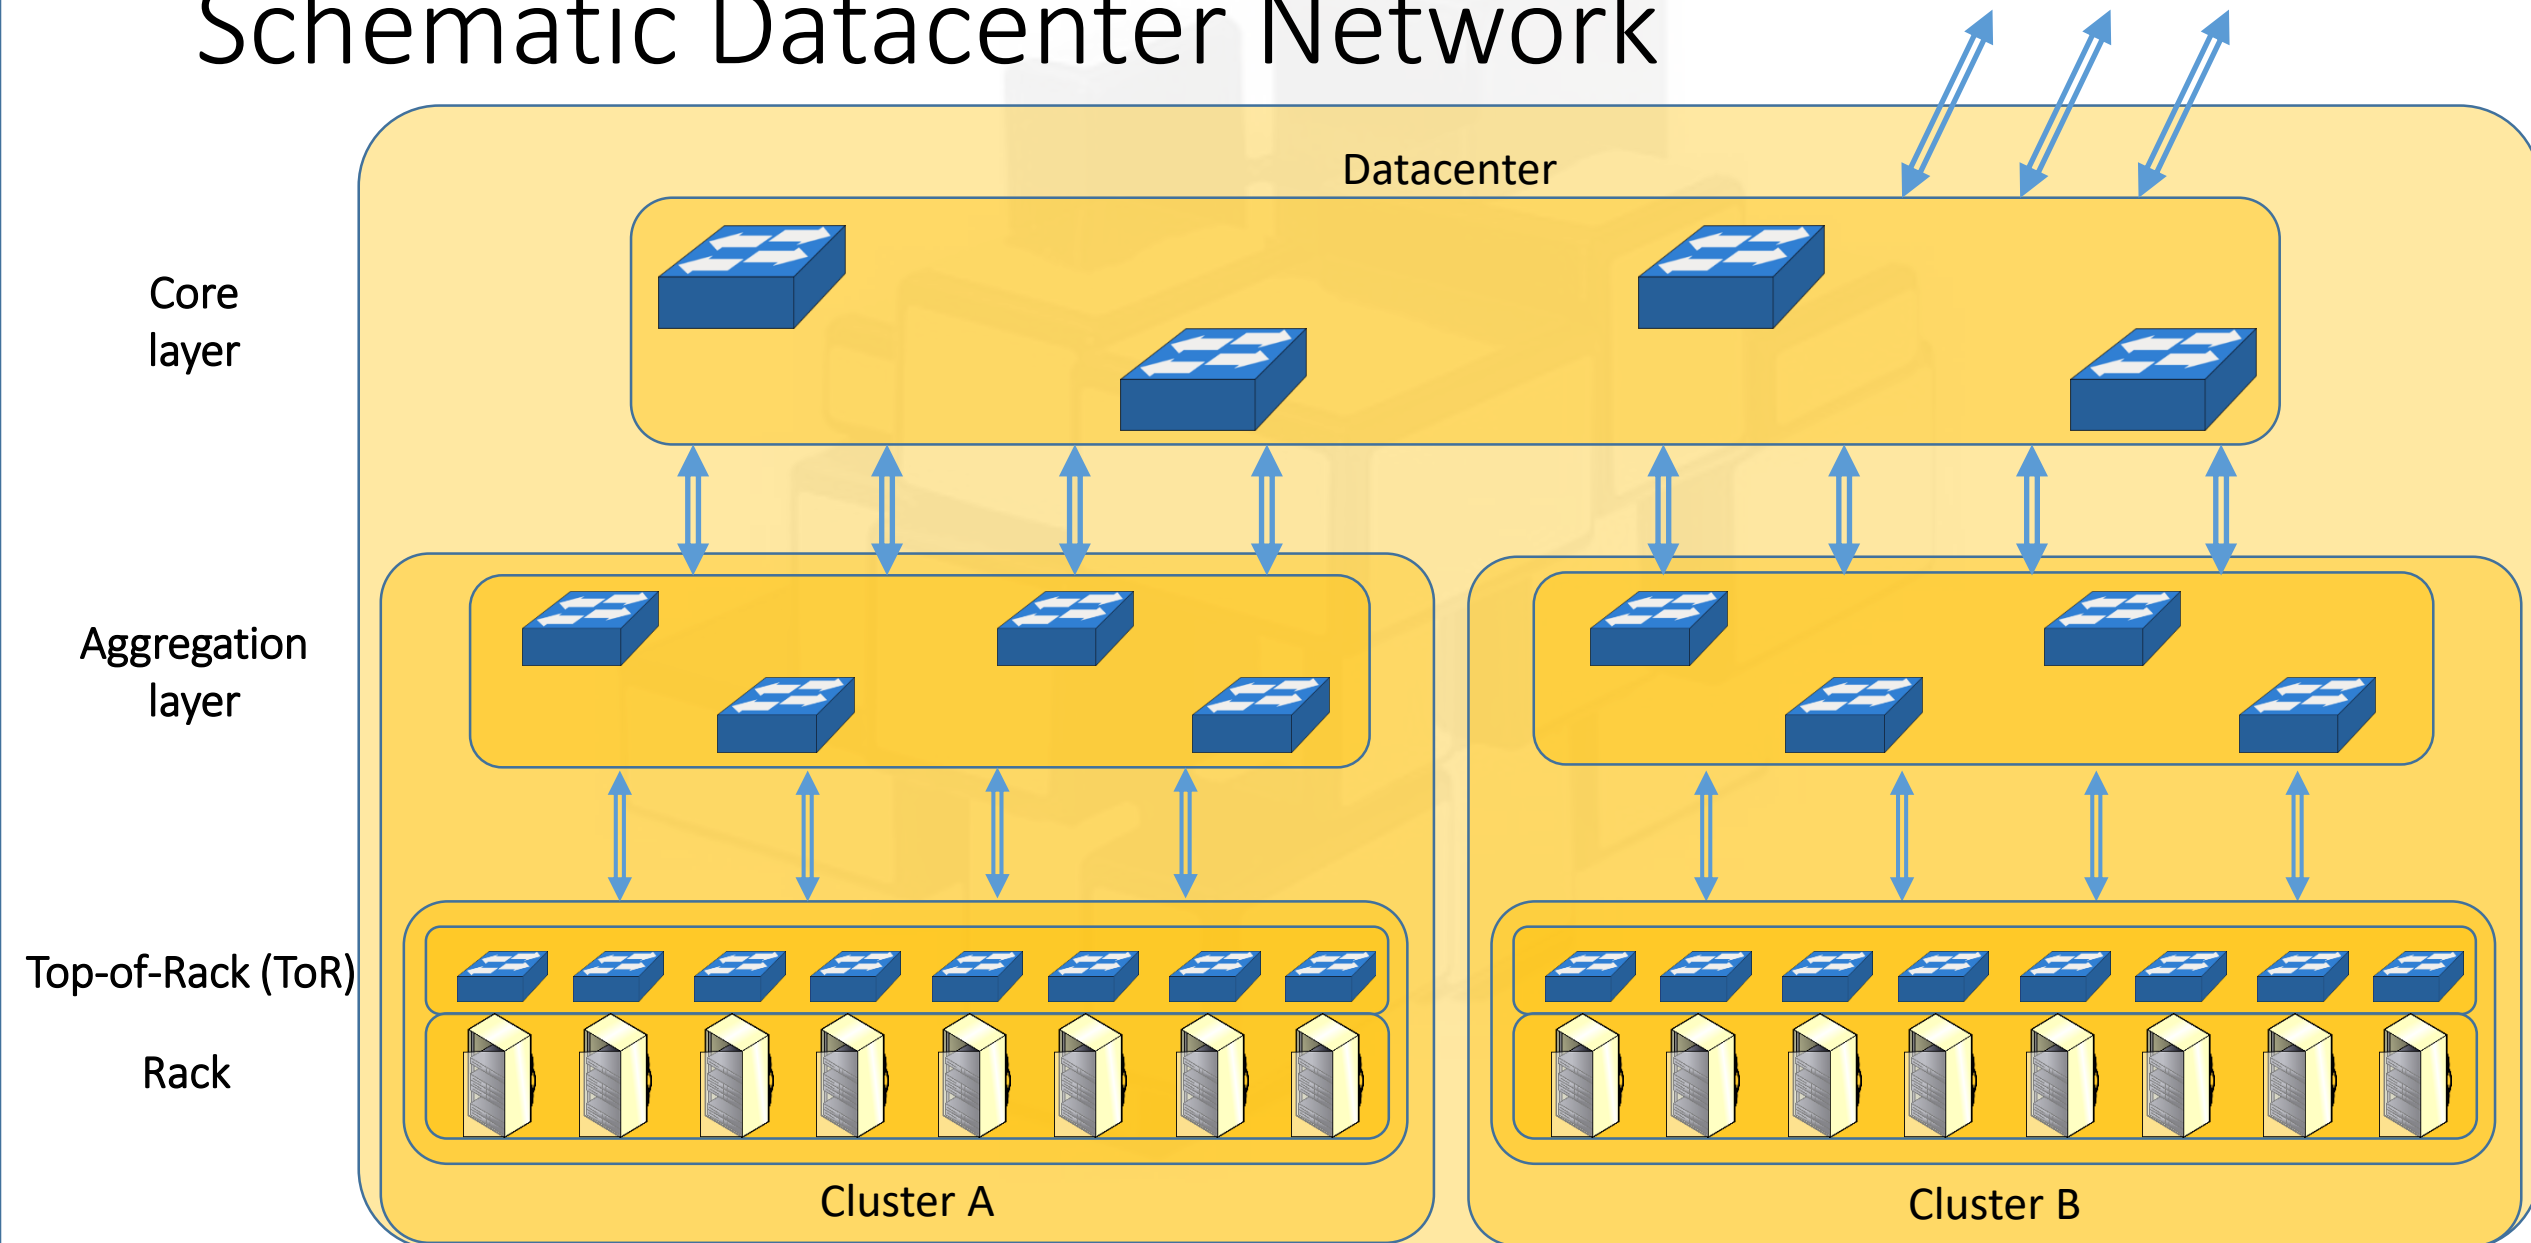 Schematic Datacenter Network
Datacenter
Core
layer
Aggregation
layer
Top-of-Rack (ToR)
Rack
Cluster A
Cluster B